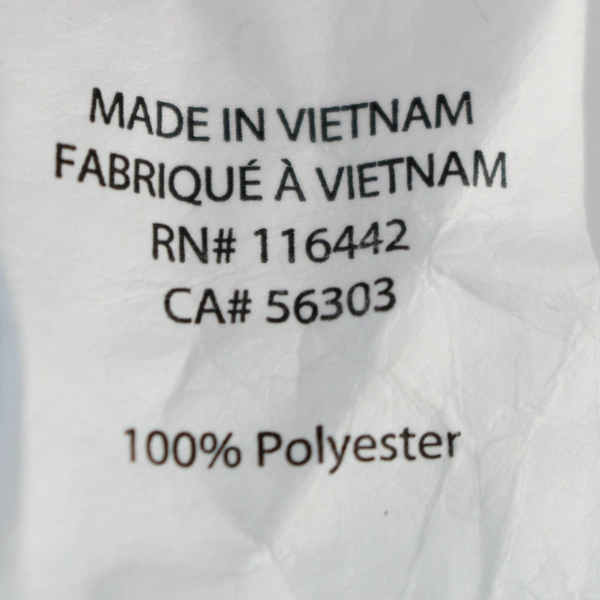 MADE IN VIETNAM
FABRIQUÉ À VIETNAM
RN# 116442
CA# 56303
100% Polyester